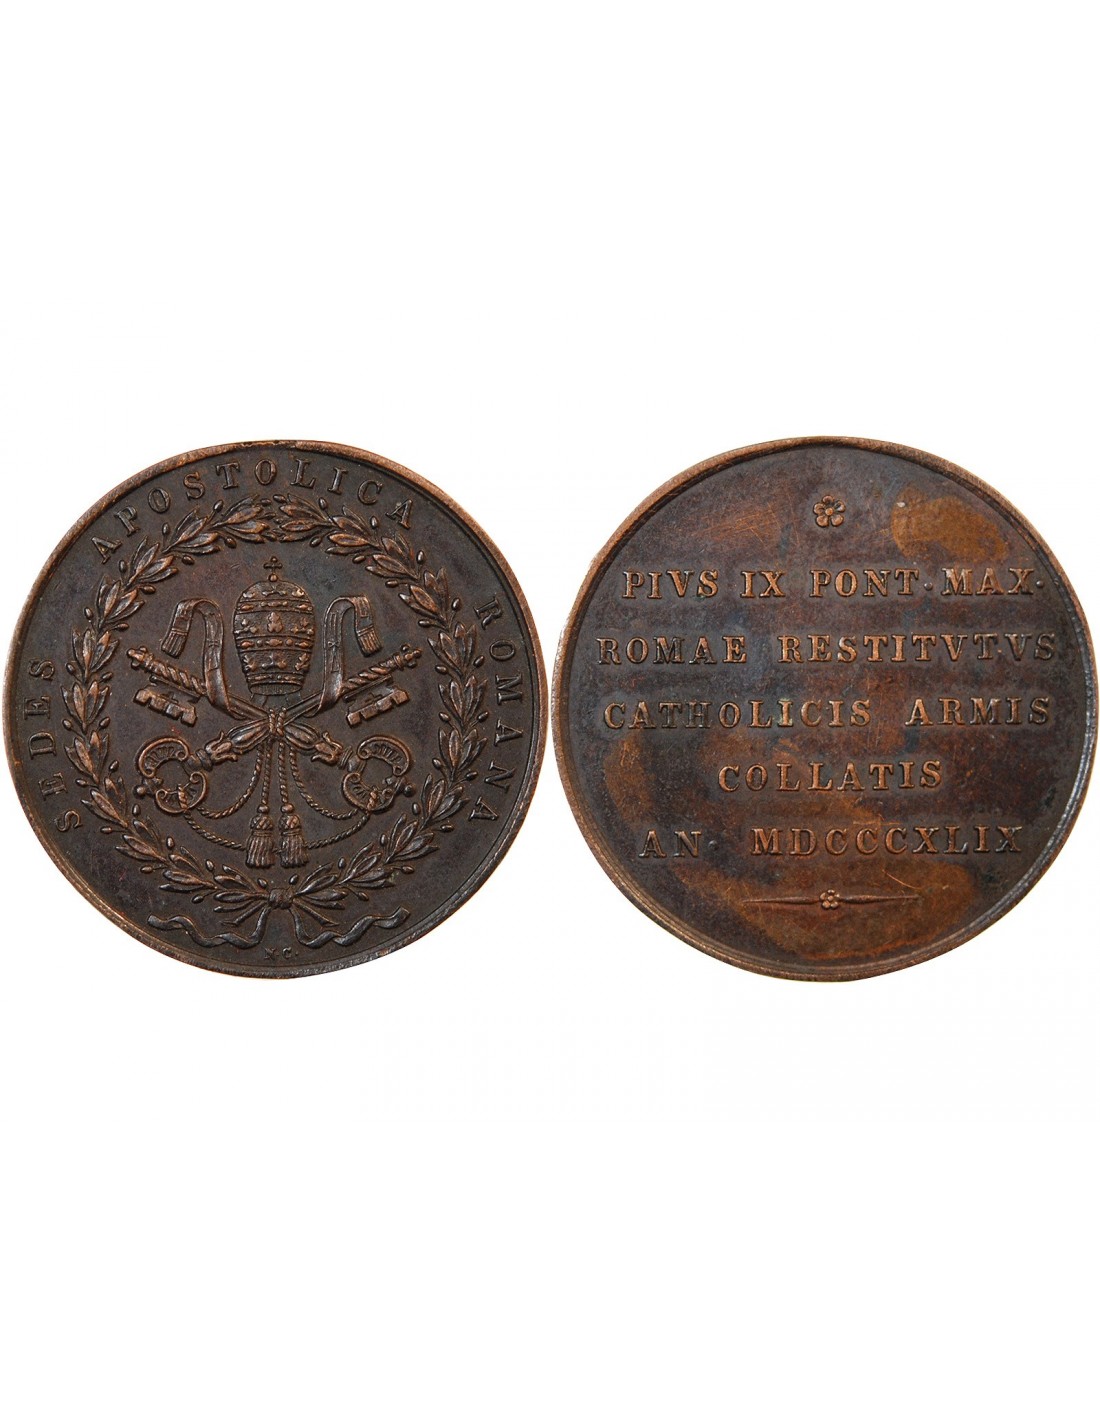 SEDES APOSTOLICA ROMANA
N.C.
PIVS IX PONT·MAX·
ROMAE RESTITVTVS
CATHOLICIS ARMIS
COLLATIS
AN· MDCCCXLIX